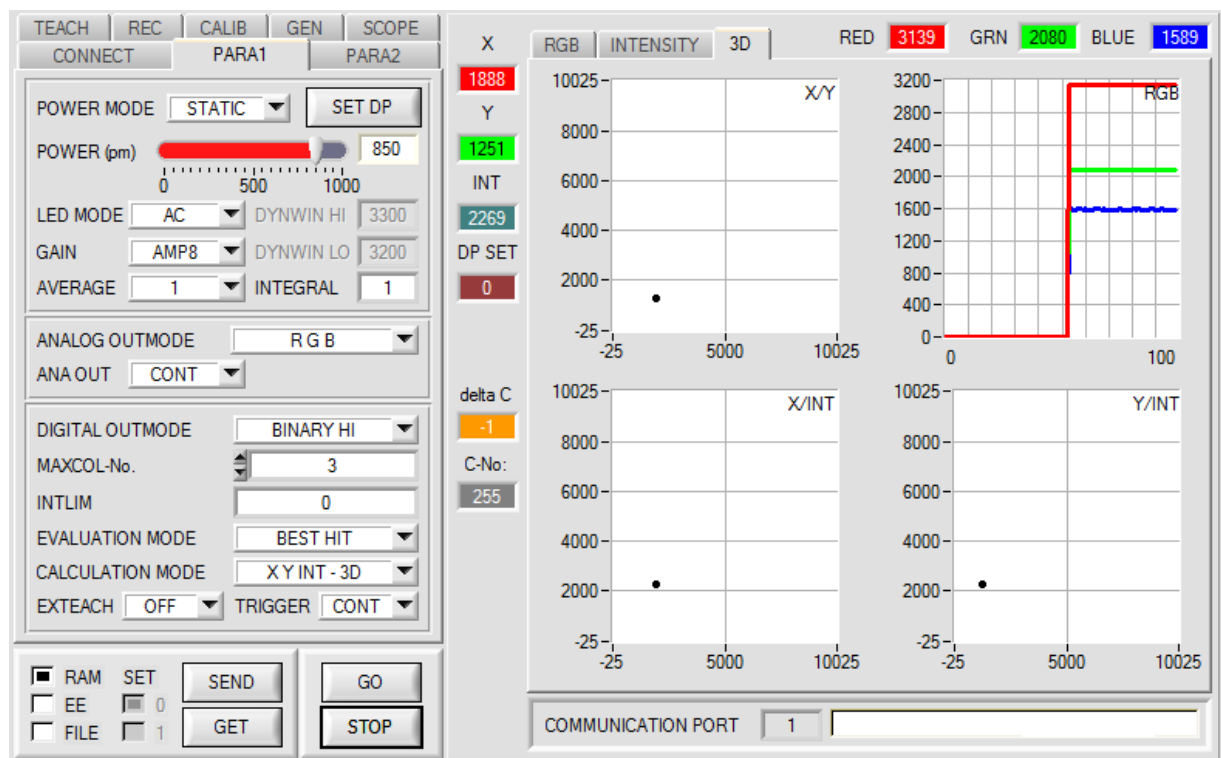 TEACH REC CALIB GEN SCOPE
CONNECT PARA1 PARA2
POWER MODE STATIC SET DP
POWER (pm) 850
0 500 1000
LED MODE AC DYNWIN HI 3300
GAIN AMP8 DYNWIN LO 3200
AVERAGE 1 INTEGRAL 1
ANALOG OUTMODE R G B
ANA OUT CONT
DIGITAL OUTMODE BINARY HI
MAXCOL-No. 3
INTLIM 0
EVALUATION MODE BEST HIT
CALCULATION MODE X Y INT - 3D
EXTEACH OFF TRIGGER CONT
RAM SET SEND GO
EE 0
FILE 1 GET STOP
X
1888
Y
1251
INT
2269
DP SET
0
delta C
-1
C-No:
255
RGB INTENSITY 3D RED 3139 GRN 2080 BLUE 1589
X/Y
10025
8000
6000
4000
2000
-25
-25 5000 10025
RGB
3200
2800
2400
2000
1600
1200
800
400
0
0 100
X/INT
10025
8000
6000
4000
2000
-25
-25 5000 10025
Y/INT
10025
8000
6000
4000
2000
-25
-25 5000 10025
COMMUNICATION PORT 1